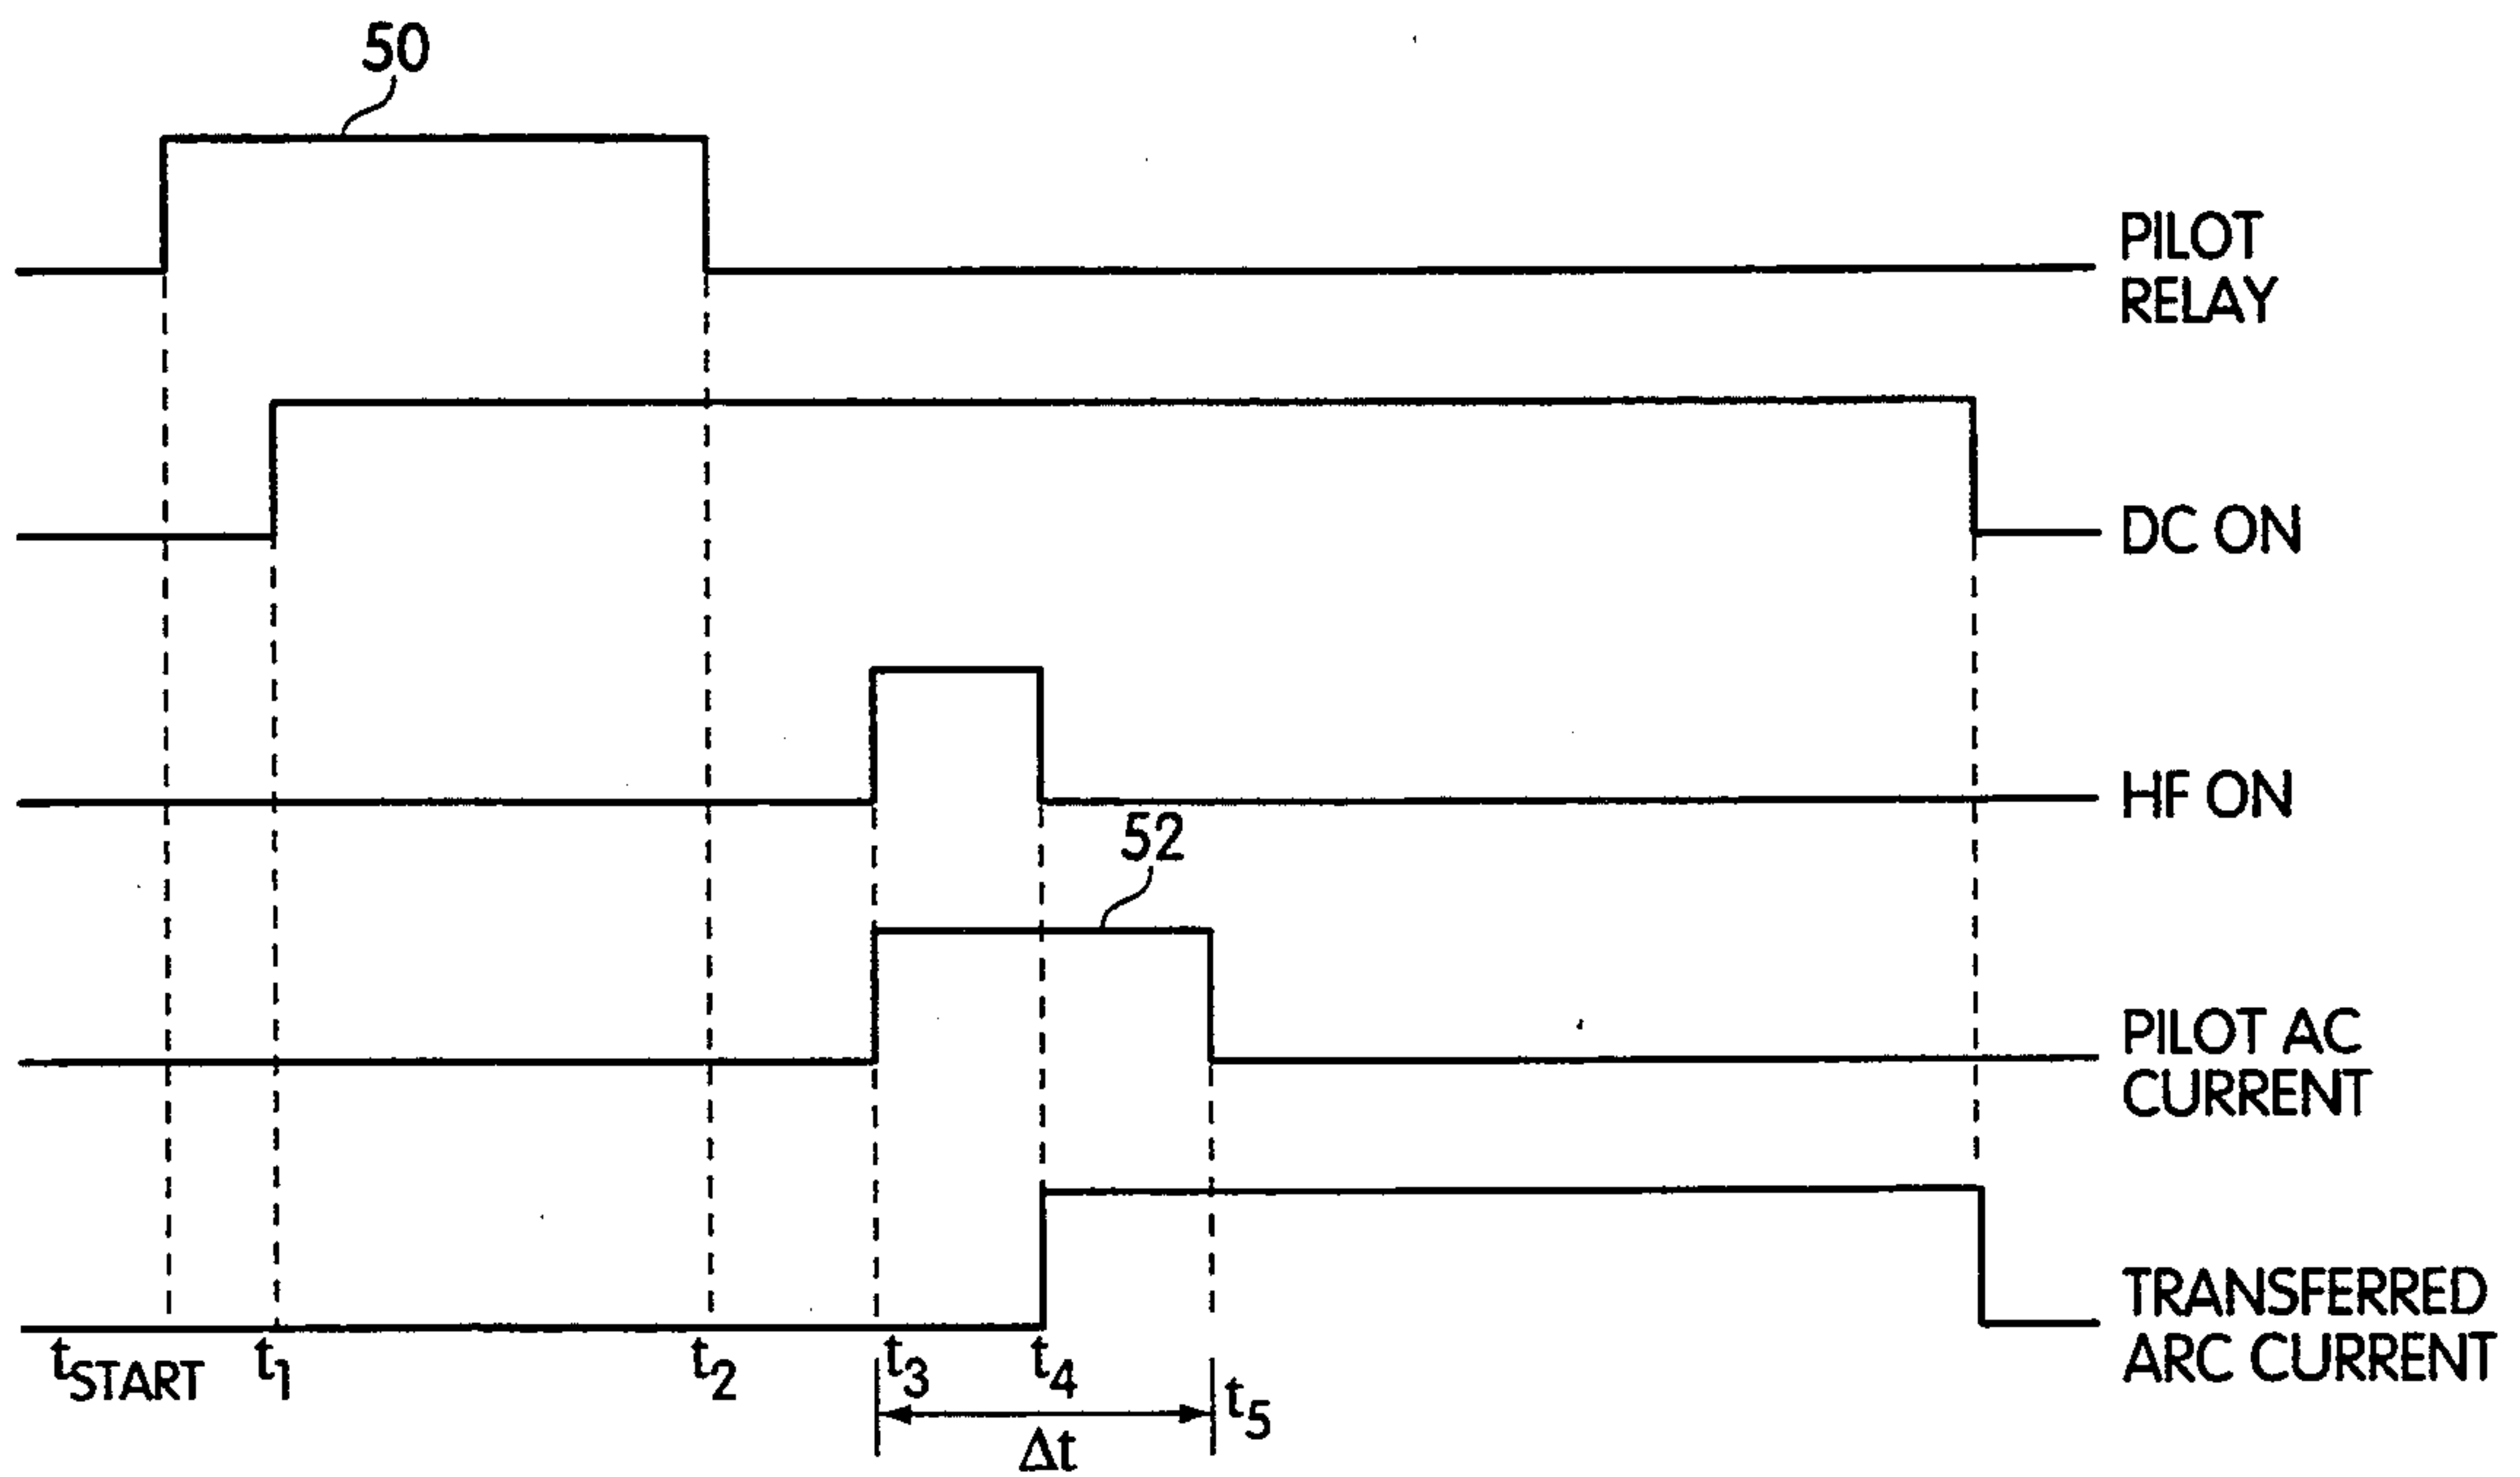 50
PILOT
RELAY
DC ON
HF ON
52
PILOT AC
CURRENT
TRANSFERRED
ARC CURRENT
tSTART t1 t2 t3 t4 t5
Δt